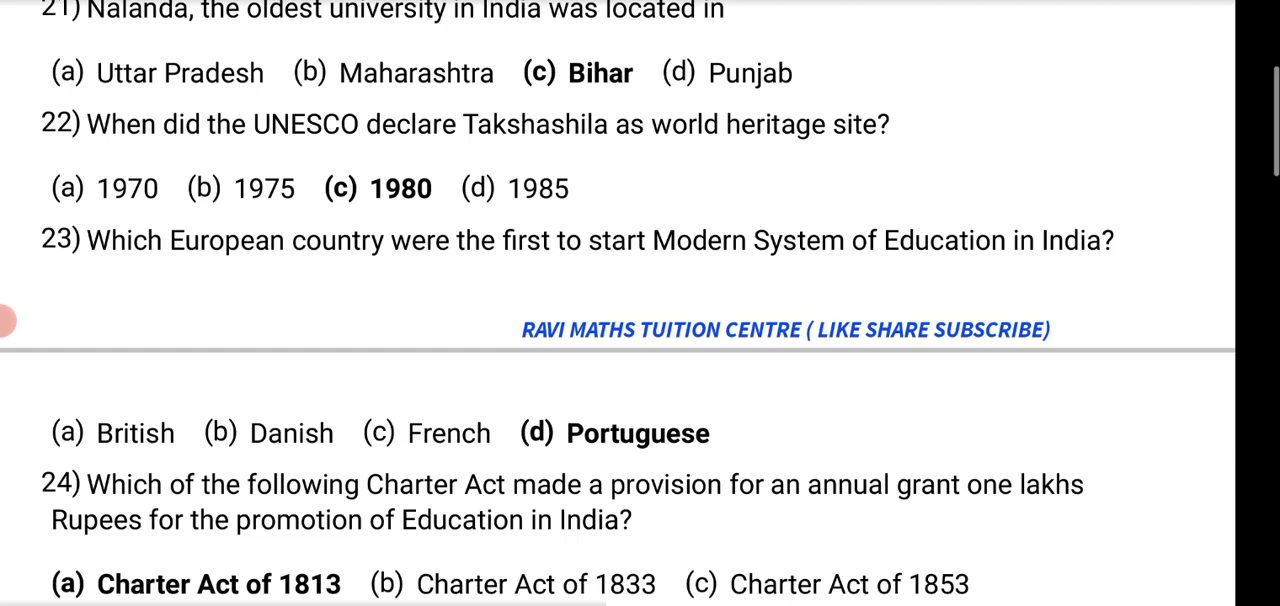 21) Nalanda, the oldest university in India was located in
(a) Uttar Pradesh (b) Maharashtra (c) Bihar (d) Punjab
22) When did the UNESCO declare Takshashila as world heritage site?
(a) 1970 (b) 1975 (c) 1980 (d) 1985
23) Which European country were the first to start Modern System of Education in India?
RAVI MATHS TUITION CENTRE ( LIKE SHARE SUBSCRIBE)
(a) British (b) Danish (c) French (d) Portuguese
24) Which of the following Charter Act made a provision for an annual grant one lakhs
Rupees for the promotion of Education in India?
(a) Charter Act of 1813 (b) Charter Act of 1833 (c) Charter Act of 1853